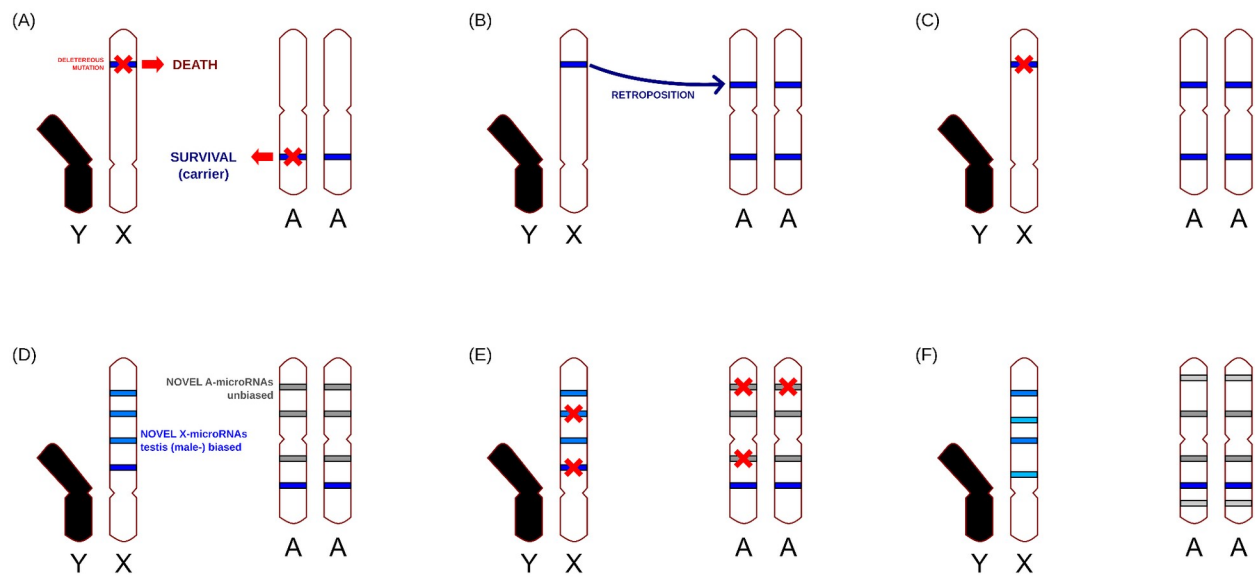 (A)
DELETEREOUS
MUTATION
DEATH
SURVIVAL
(carrier)
Y X A A
(B)
RETROPOSITION
Y X A A
(C)
Y X A A
(D)
NOVEL A-microRNAs
unbiased
NOVEL X-microRNAs
testis (male-) biased
Y X A A
(E)
Y X A A
(F)
Y X A A